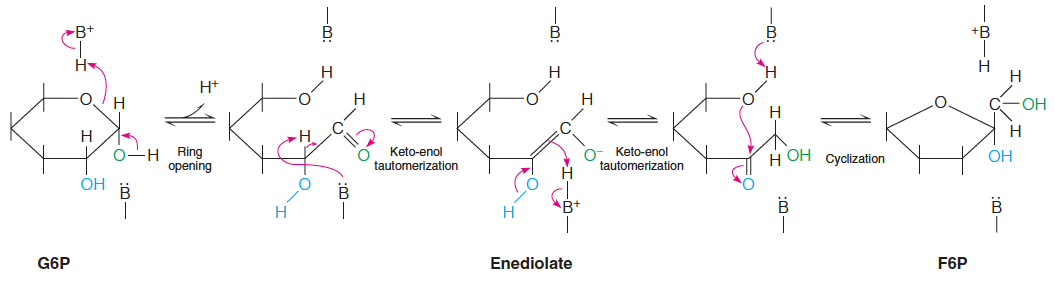 B+
H
O
H
H
O–H
OH
B̈
H+
Ring
opening
B
H
O
H
H
C
O
O
H
B̈
Keto-enol
tautomerization
B
H
O
H
C
O−
O
H
H
B+
Keto-enol
tautomerization
B
H
O
H
H OH
O
B̈
Cyclization
+B
H
H
O
C–OH
H
OH
B̈
G6P
Enediolate
F6P